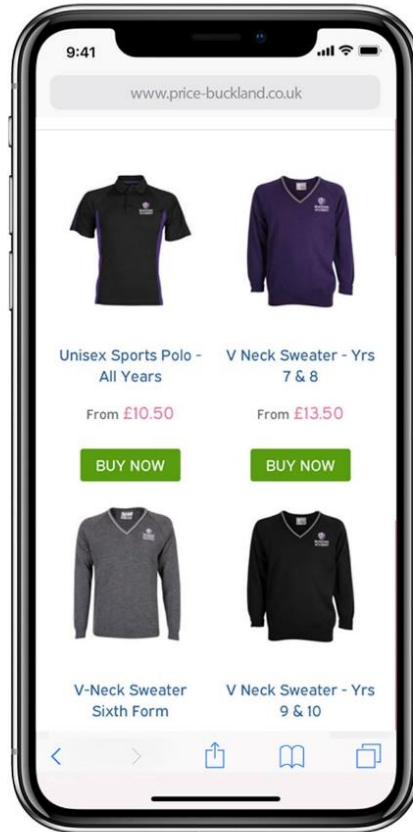 9:41
www.price-buckland.co.uk
Unisex Sports Polo -
All Years
V Neck Sweater - Yrs
7 & 8
From £10.50
From £13.50
BUY NOW
BUY NOW
V-Neck Sweater
Sixth Form
V Neck Sweater - Yrs
9 & 10